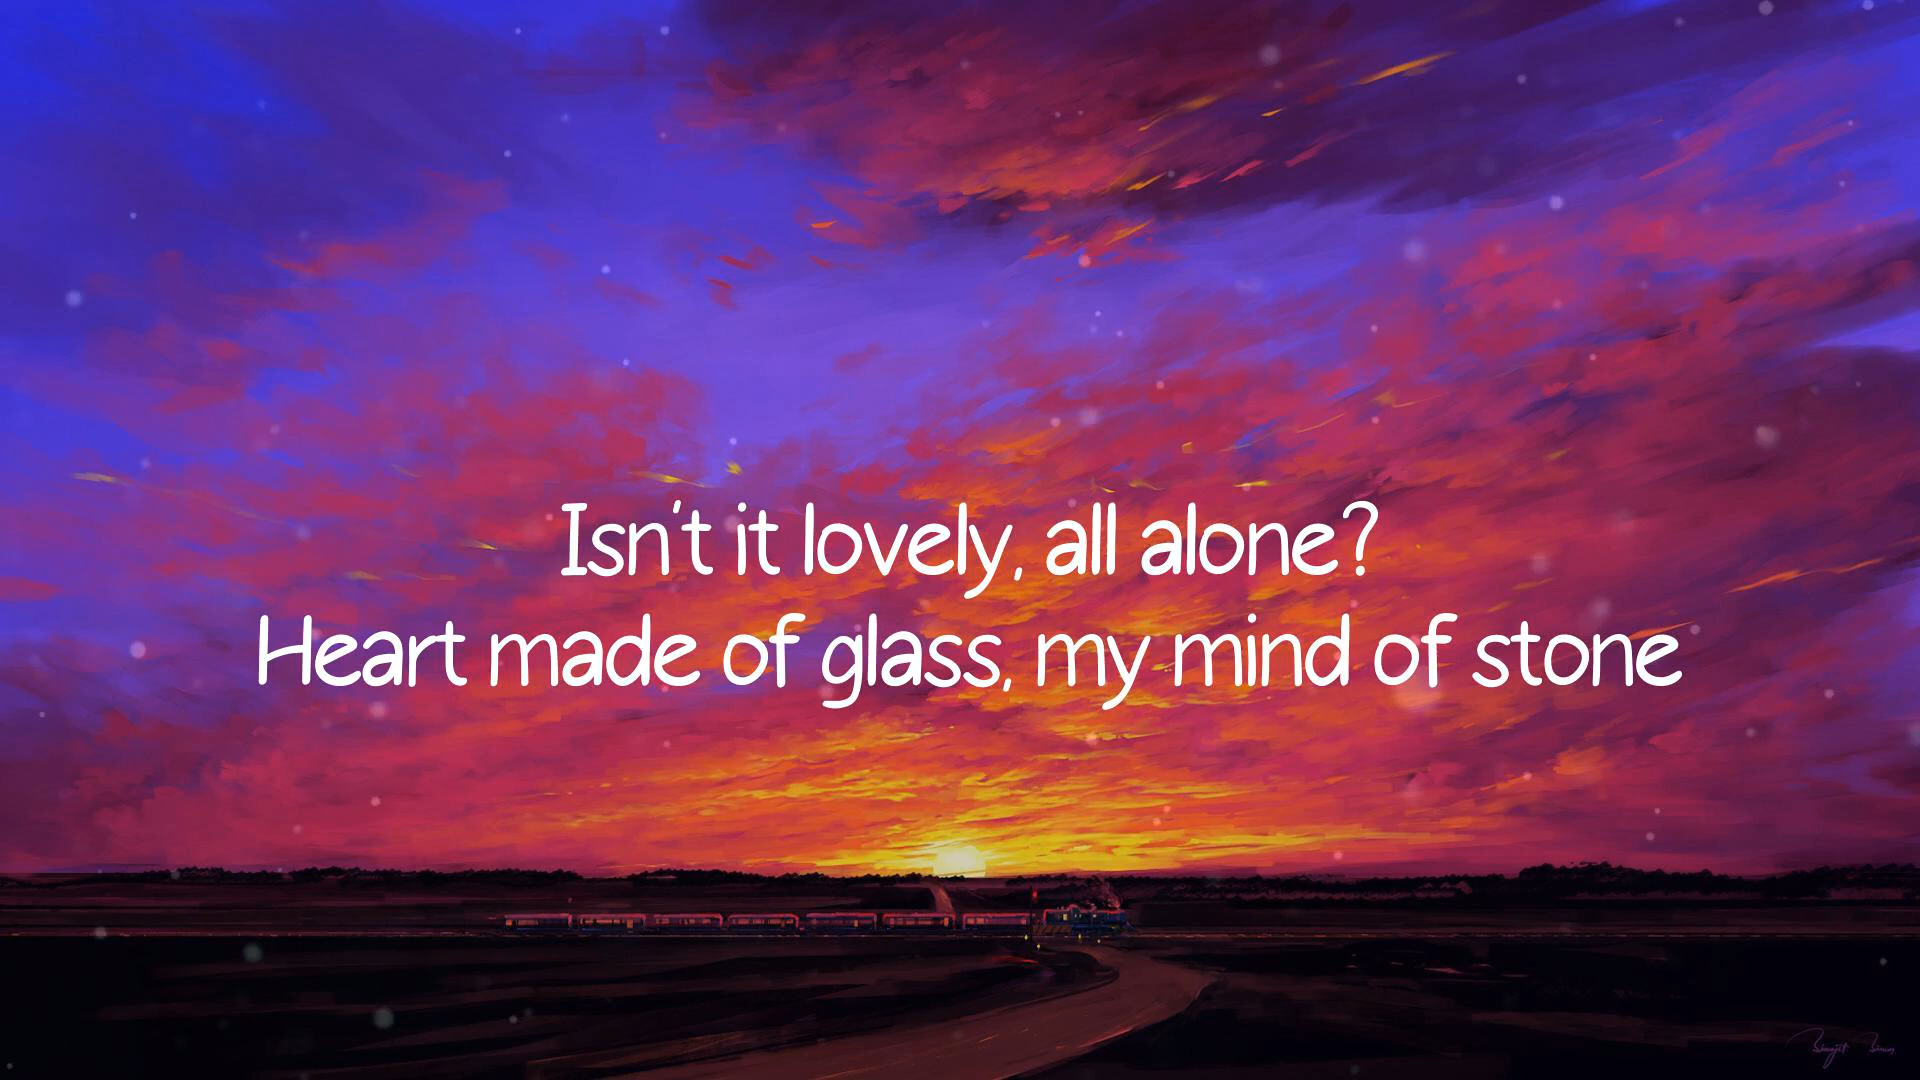 Isn't it lovely, all alone?
Heart made of glass, my mind of stone